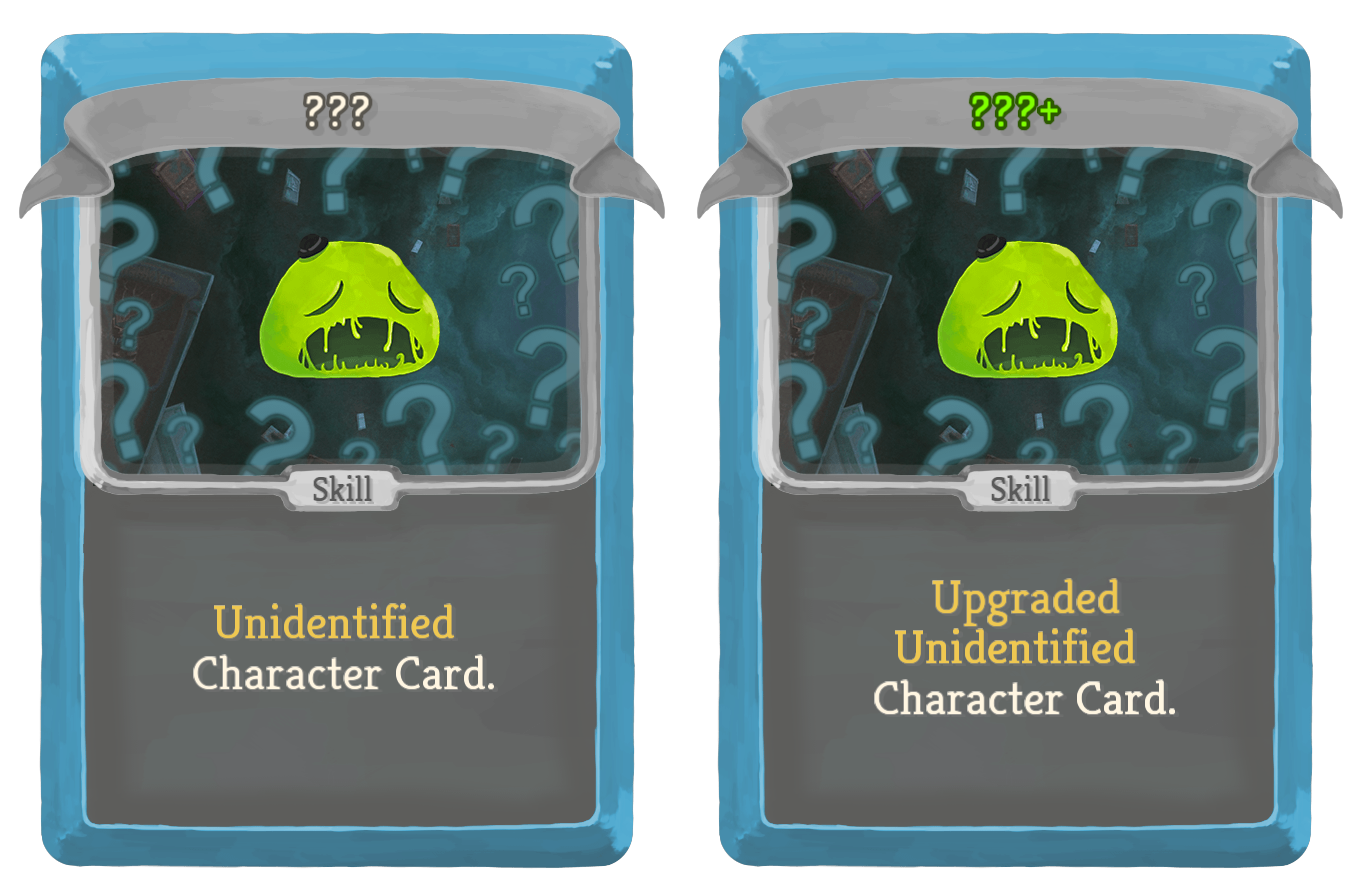 ???
Skill
Unidentified
Character Card.
???+
Skill
Upgraded
Unidentified
Character Card.